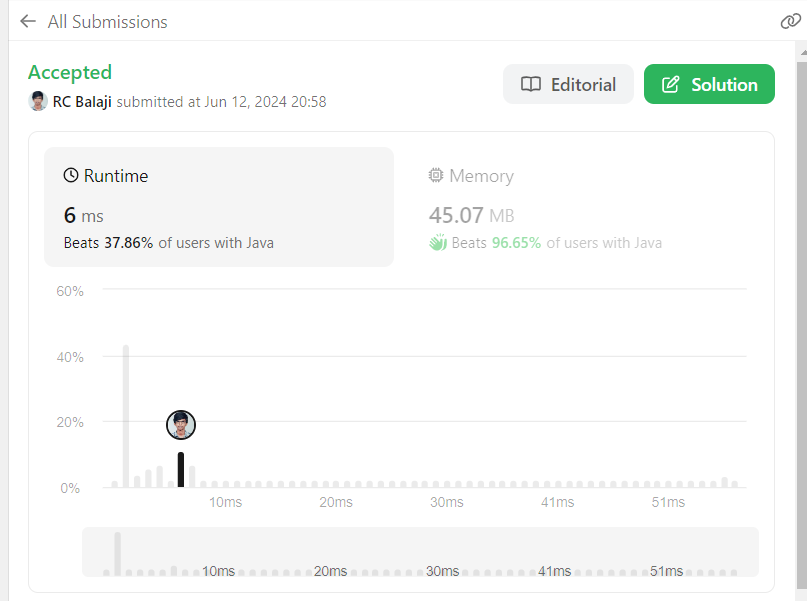 All Submissions
Accepted
RC Balaji submitted at Jun 12, 2024 20:58
Editorial
Solution
Runtime
6 ms
Beats 37.86% of users with Java
Memory
45.07 MB
Beats 96.65% of users with Java
60%
40%
20%
0%
10ms 20ms 30ms 41ms 51ms
10ms 20ms 30ms 41ms 51ms